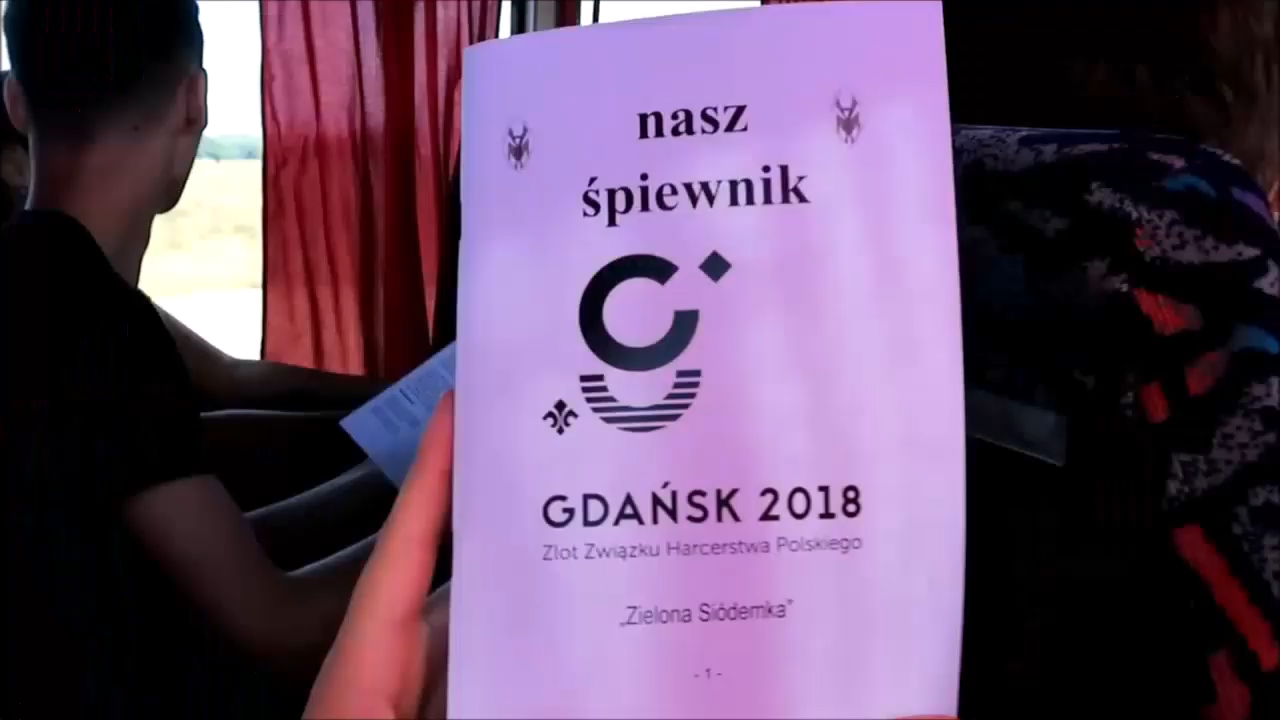 nasz
śpiewnik
GDAŃSK 2018
Zlot Związku Harcerstwa Polskiego
„Zielona Siódemka”
- 1 -